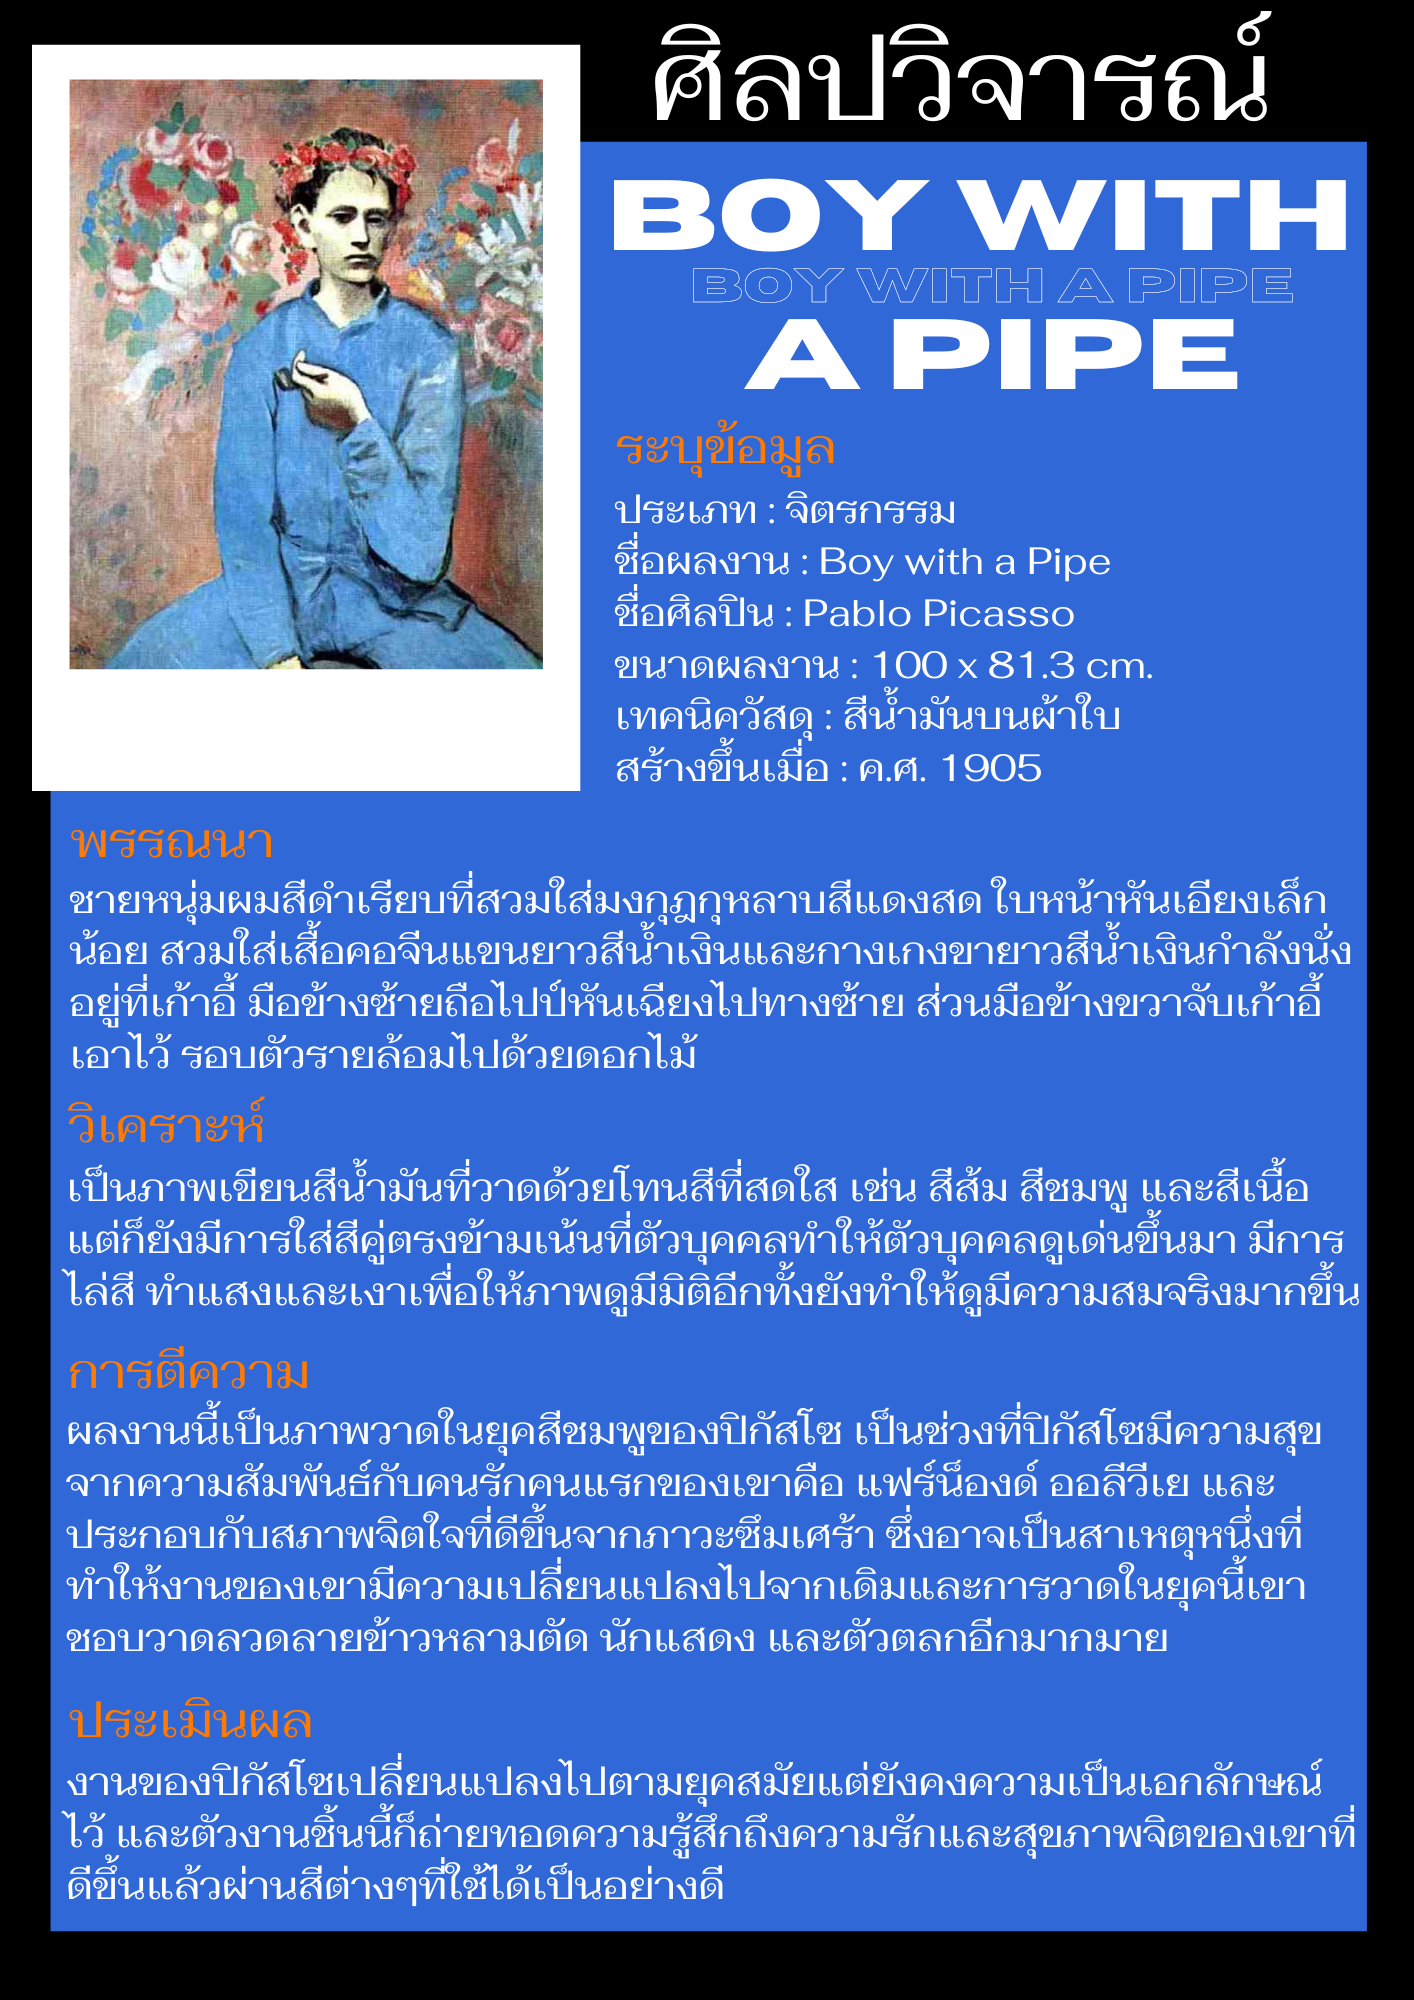 ศิลปวิจารณ์
BOY WITH
BOY WITH A PIPE
A PIPE
ระบุข้อมูล
ประเภท : จิตรกรรม
ชื่อผลงาน : Boy with a Pipe
ชื่อศิลปิน : Pablo Picasso
ขนาดผลงาน : 100 x 81.3 cm.
เทคนิควัสดุ : สีน้ำมันบนผ้าใบ
สร้างขึ้นเมื่อ : ค.ศ. 1905
พรรณนา
ชายหนุ่มผมสีดำเรียบที่สวมใส่มงกุฎกุหลาบสีแดงสด ใบหน้าหันเอียงเล็ก
น้อย สวมใส่เสื้อคอจีนแขนยาวสีน้ำเงินและกางเกงขายาวสีน้ำเงินกำลังนั่ง
อยู่ที่เก้าอี้ มือข้างซ้ายถือไปป์หันเฉียงไปทางซ้าย ส่วนมือข้างขวาจับเก้าอี้
เอาไว้ รอบตัวรายล้อมไปด้วยดอกไม้
วิเคราะห์
เป็นภาพเขียนสีน้ำมันที่วาดด้วยโทนสีที่สดใส เช่น สีส้ม สีชมพู และสีเนื้อ
แต่ก็ยังมีการใส่สีคู่ตรงข้ามเน้นที่ตัวบุคคลทำให้ตัวบุคคลดูเด่นขึ้นมา มีการ
ไล่สี ทำแสงและเงาเพื่อให้ภาพดูมีมิติอีกทั้งยังทำให้ดูมีความสมจริงมากขึ้น
การตีความ
ผลงานนี้เป็นภาพวาดในยุคสีชมพูของปิกัสโซ เป็นช่วงที่ปิกัสโซมีความสุข
จากความสัมพันธ์กับคนรักคนแรกของเขาคือ แฟร์น็องด์ ออลีวีเย และ
ประกอบกับสภาพจิตใจที่ดีขึ้นจากภาวะซึมเศร้า ซึ่งอาจเป็นสาเหตุหนึ่งที่
ทำให้งานของเขามีความเปลี่ยนแปลงไปจากเดิมและการวาดในยุคนี้เขา
ชอบวาดลวดลายข้าวหลามตัด นักแสดง และตัวตลกอีกมากมาย
ประเมินผล
งานของปิกัสโซเปลี่ยนแปลงไปตามยุคสมัยแต่ยังคงความเป็นเอกลักษณ์
ไว้ และตัวงานชิ้นนี้ก็ถ่ายทอดความรู้สึกถึงความรักและสุขภาพจิตของเขาที่
ดีขึ้นแล้วผ่านสีต่างๆที่ใช้ได้เป็นอย่างดี